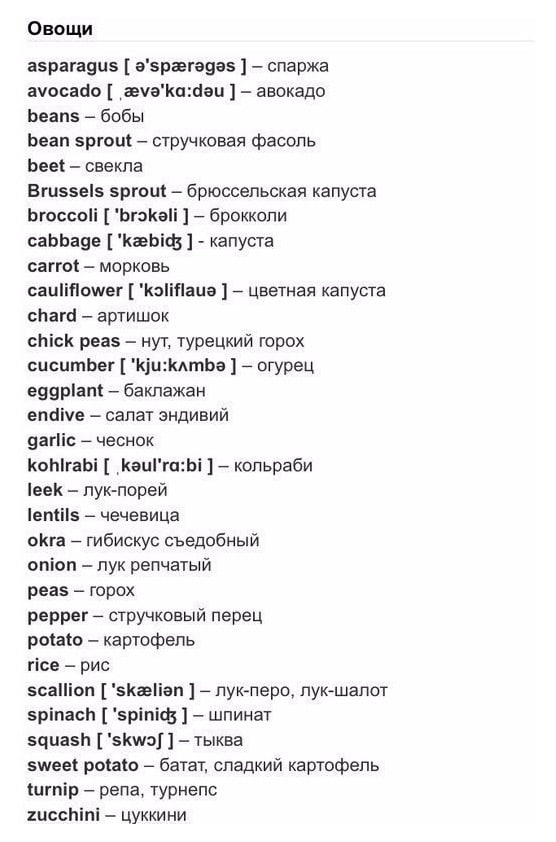 Овощи
asparagus [ ə'spærəgəs ] – спаржа
avocado [ ˌævə'kɑ:dəu ] – авокадо
beans – бобы
bean sprout – стручковая фасоль
beet – свекла
Brussels sprout – брюссельская капуста
broccoli [ 'brɔkəli ] – брокколи
cabbage [ 'kæbiʤ ] - капуста
carrot – морковь
cauliflower [ 'kɔliflauə ] – цветная капуста
chard – артишок
chick peas – нут, турецкий горох
cucumber [ 'kju:kʌmbə ] – огурец
eggplant – баклажан
endive – салат эндивий
garlic – чеснок
kohlrabi [ ˌkəul'rɑ:bi ] – кольраби
leek – лук-порей
lentils – чечевица
okra – гибискус съедобный
onion – лук репчатый
peas – горох
pepper – стручковый перец
potato – картофель
rice – рис
scallion [ 'skæliən ] – лук-перо, лук-шалот
spinach [ 'spiniʤ ] – шпинат
squash [ 'skwɔʃ ] – тыква
sweet potato – батат, сладкий картофель
turnip – репа, турнепс
zucchini – цуккини